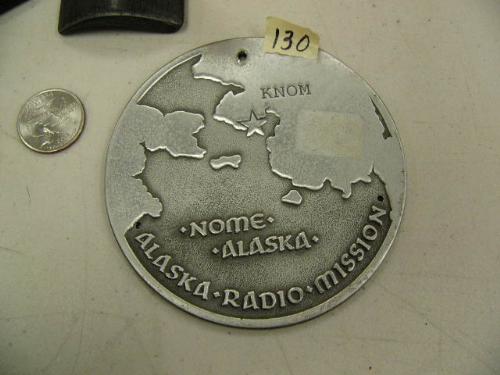 130
KNOM
·NOME·
·ALASKA·
ALASKA·RADIO·MISSION